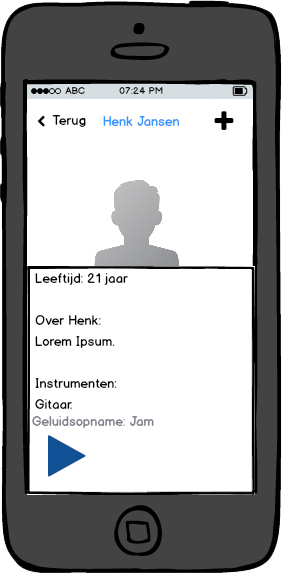 ABC 07:24 PM
Terug Henk Jansen
Leeftijd: 21 jaar
Over Henk:
Lorem Ipsum.
Instrumenten:
Gitaar.
Geluidsopname: Jam